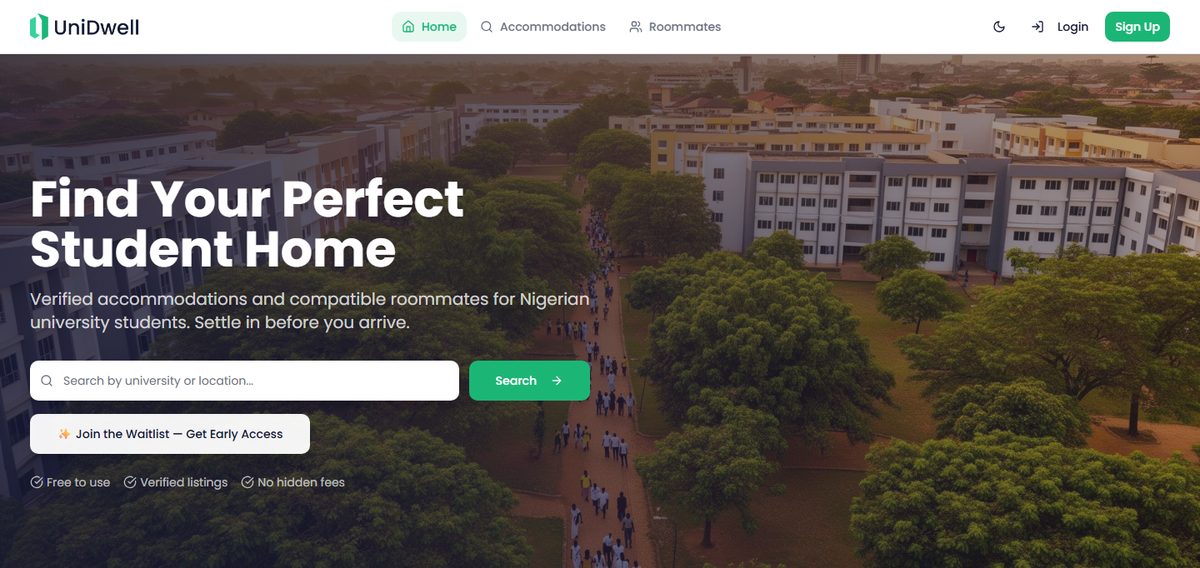 UniDwell
Home
Accommodations
Roommates
Login
Sign Up
Find Your Perfect
Student Home
Verified accommodations and compatible roommates for Nigerian
university students. Settle in before you arrive.
Search by university or location...
Search
✨ Join the Waitlist — Get Early Access
Free to use
Verified listings
No hidden fees